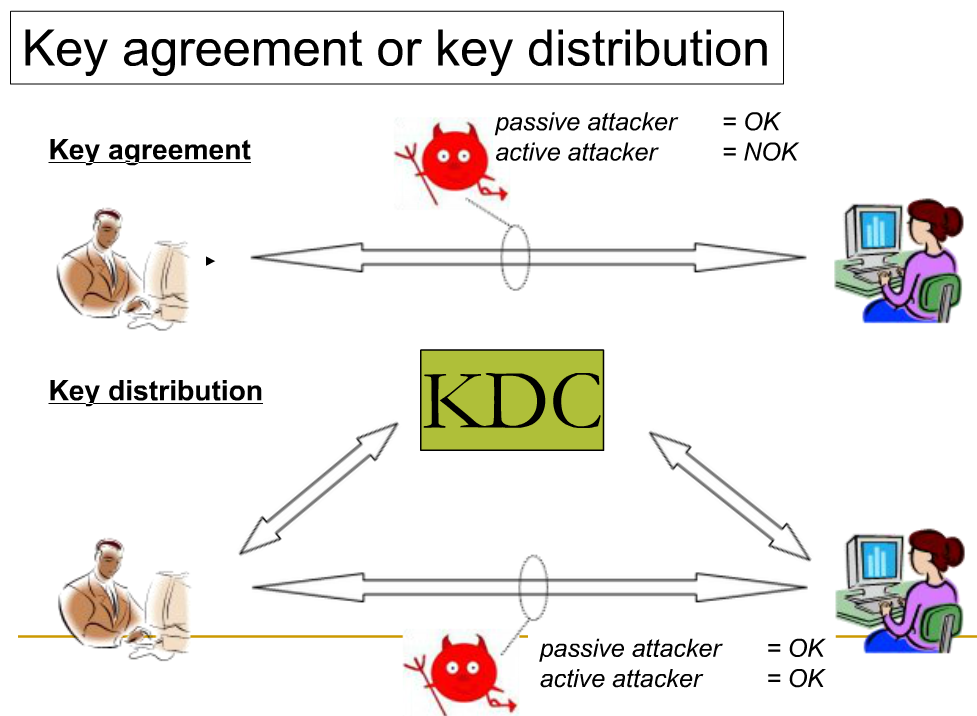 Key agreement or key distribution
Key agreement
passive attacker = OK
active attacker = NOK
Key distribution
KDC
passive attacker = OK
active attacker = OK